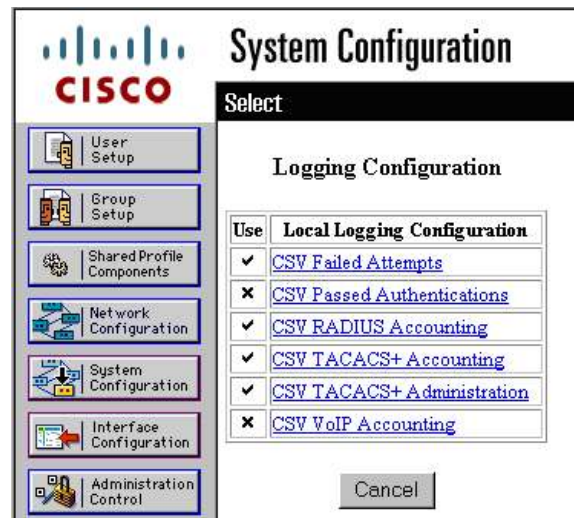 CISCO
System Configuration
Select
User
Setup
Group
Setup
Shared Profile
Components
Network
Configuration
System
Configuration
Interface
Configuration
Administration
Control
Logging Configuration
Use Local Logging Configuration
CSV Failed Attempts
CSV Passed Authentications
CSV RADIUS Accounting
CSV TACACS+ Accounting
CSV TACACS+ Administration
CSV VoIP Accounting
Cancel